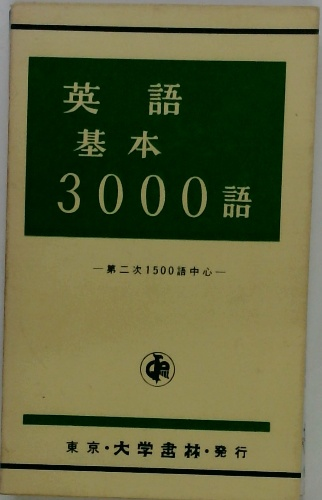 英語
基本
3000語
—第二次1500語中心—
東京・大学書林・発行